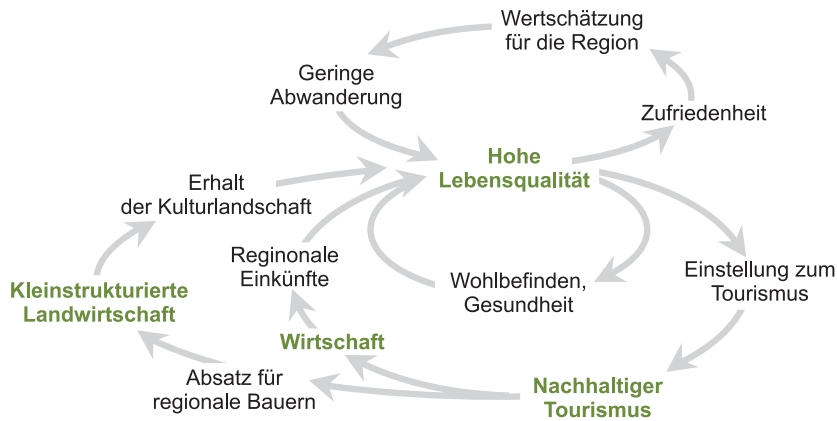 Wertschätzung
für die Region
Geringe
Abwanderung
Zufriedenheit
Hohe
Lebensqualität
Erhalt
der Kulturlandschaft
Reginonale
Einkünfte
Wohlbefinden,
Gesundheit
Einstellung zum
Tourismus
Kleinstrukturierte
Landwirtschaft
Wirtschaft
Absatz für
regionale Bauern
Nachhaltiger
Tourismus